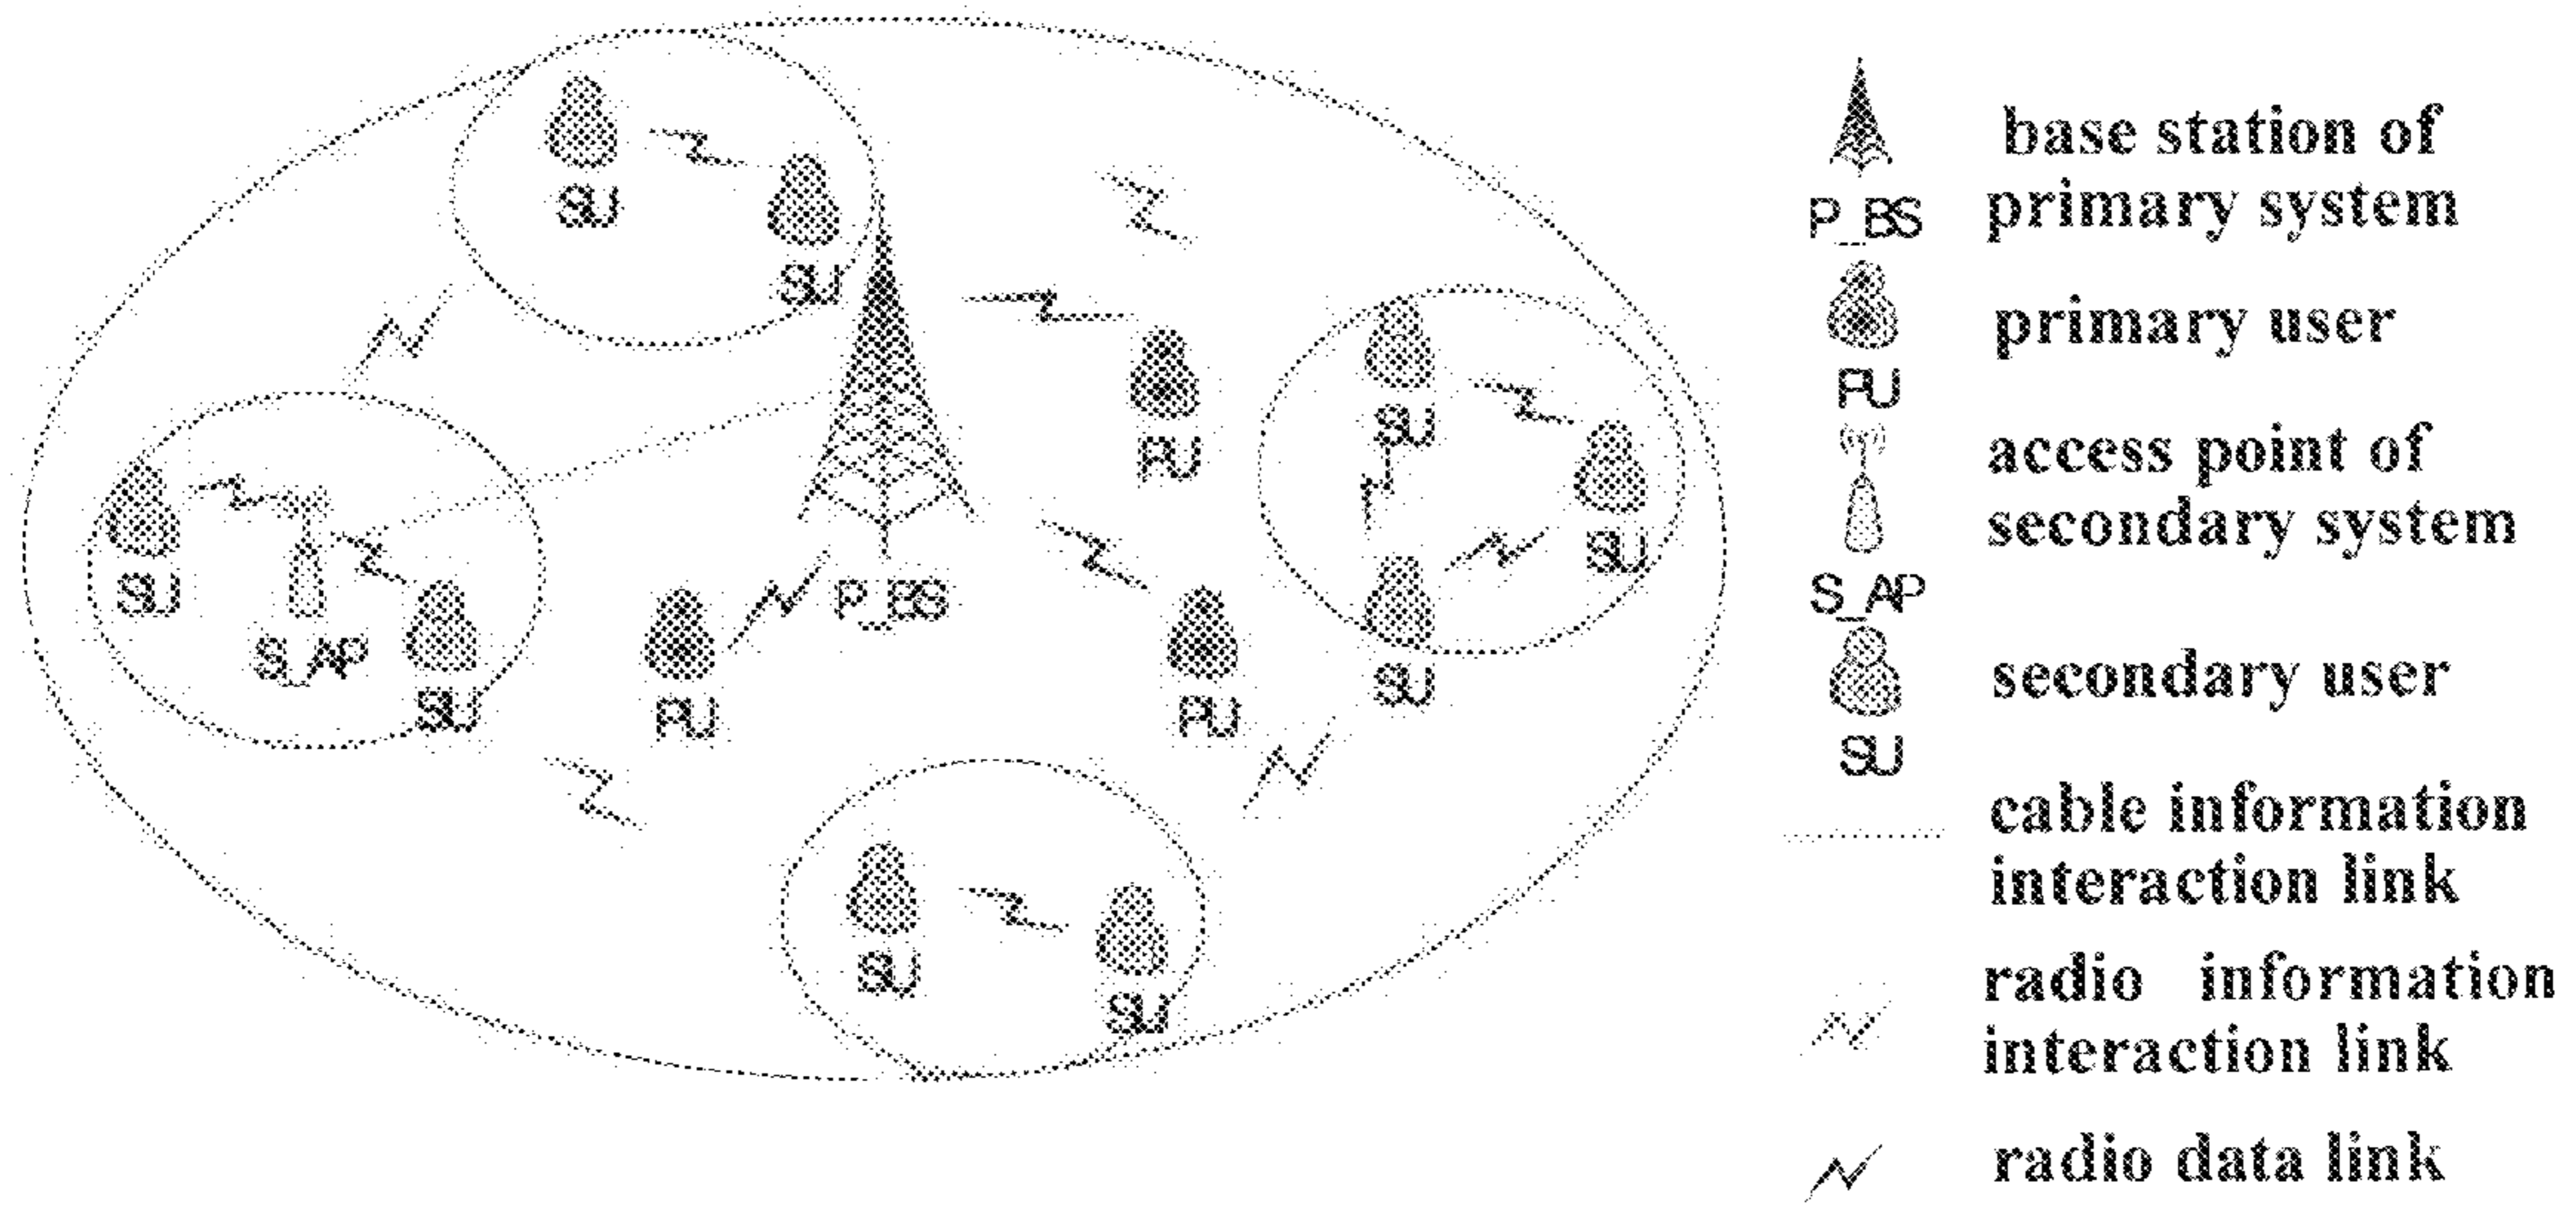 SU
SU
SU
PU
SU
SU
SU
P_BS
S_AP
SU
SU
PU
PU
SU
SU
base station of
P_BS primary system
primary user
PU
access point of
secondary system
S_AP
secondary user
SU
cable information
interaction link
radio information
interaction link
radio data link